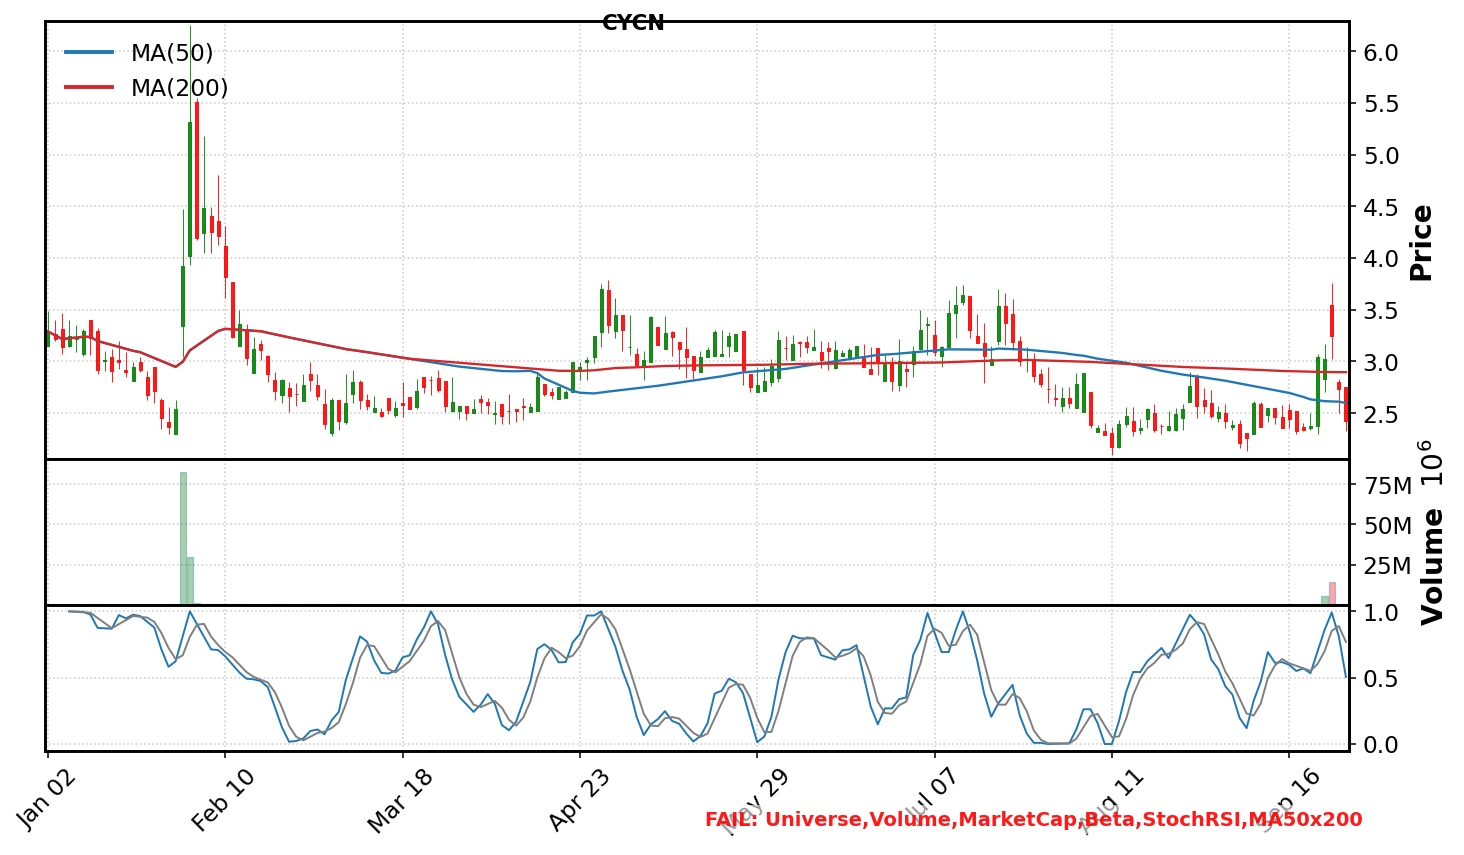 CYCN
MA(50)
MA(200)
6.0
5.5
5.0
4.5
4.0
3.5
3.0
2.5
Price
75M
50M
25M
Volume 10^6
1.0
0.5
0.0
Jan 02
Feb 10
Mar 18
Apr 23
May 29
Jul 07
Aug 11
Sep 16
FAIL: Universe,Volume,MarketCap,Beta,StochRSI,MA50x200